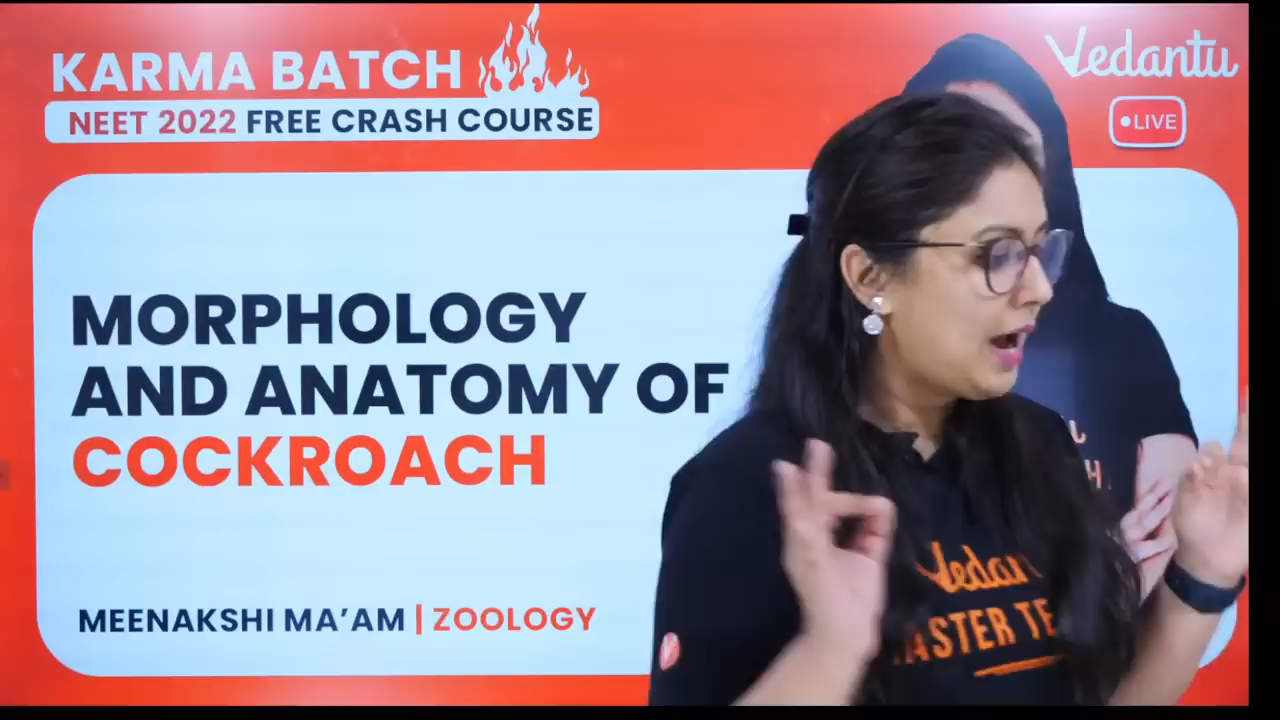 KARMA BATCH
NEET 2022 FREE CRASH COURSE
Vedantu
LIVE
MORPHOLOGY
AND ANATOMY OF
COCKROACH
MEENAKSHI MA’AM | ZOOLOGY